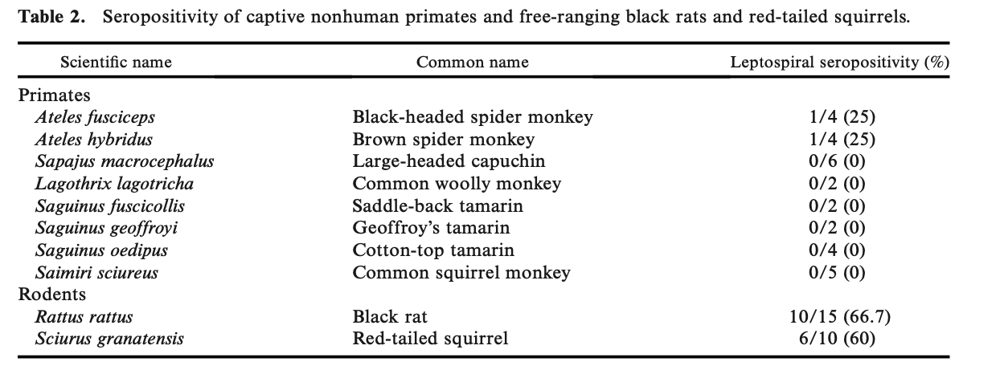 Table 2. Seropositivity of captive nonhuman primates and free-ranging black rats and red-tailed squirrels.
Scientific name Common name Leptospiral seropositivity (%)
Primates
Ateles fusciceps Black-headed spider monkey 1/4 (25)
Ateles hybridus Brown spider monkey 1/4 (25)
Sapajus macrocephalus Large-headed capuchin 0/6 (0)
Lagothrix lagotricha Common woolly monkey 0/2 (0)
Saguinus fuscicollis Saddle-back tamarin 0/2 (0)
Saguinus geoffroyi Geoffroy's tamarin 0/2 (0)
Saguinus oedipus Cotton-top tamarin 0/4 (0)
Saimiri sciureus Common squirrel monkey 0/5 (0)
Rodents
Rattus rattus Black rat 10/15 (66.7)
Sciurus granatensis Red-tailed squirrel 6/10 (60)